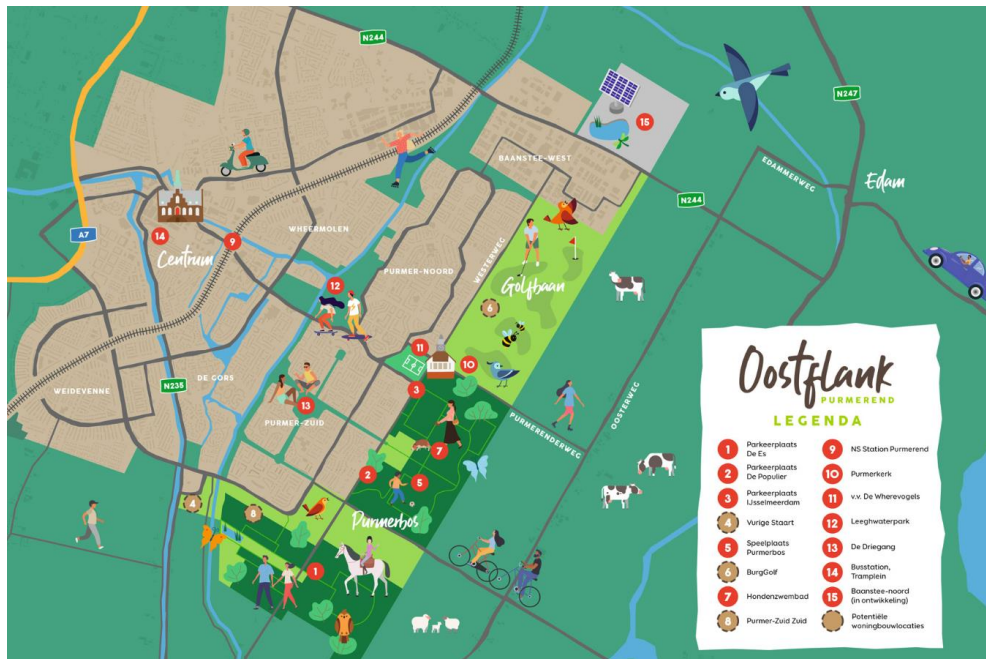 N244
N247
15
BAANSTEE-WEST
EDAMMERWEG
Edam
N244
A7
14
9
Centrum
WHEERMOLEN
PURMER-NOORD
WESTERWEG
Golfbaan
12
6
11
10
3
WEIDEVENNE
N235
DE GORS
13
PURMER-ZUID
PURMERENDERWEG
OOSTERWEG
7
2
5
4
8
Purmerbos
1
Oostflank
PURMEREND
LEGENDA
1 Parkeerplaats
De Es
2 Parkeerplaats
De Populier
3 Parkeerplaats
IJsselmeerdam
4 Vurige Staart
5 Speelplaats
Purmerbos
6 BurgGolf
7 Hondenzwembad
8 Purmer-Zuid Zuid
9 NS Station Purmerend
10 Purmerkerk
11 v.v. De Wherevogels
12 Leeghwaterpark
13 De Driegang
14 Busstation,
Tramplein
15 Baanstee-noord
(in ontwikkeling)
Potentiële
woningbouwlocaties